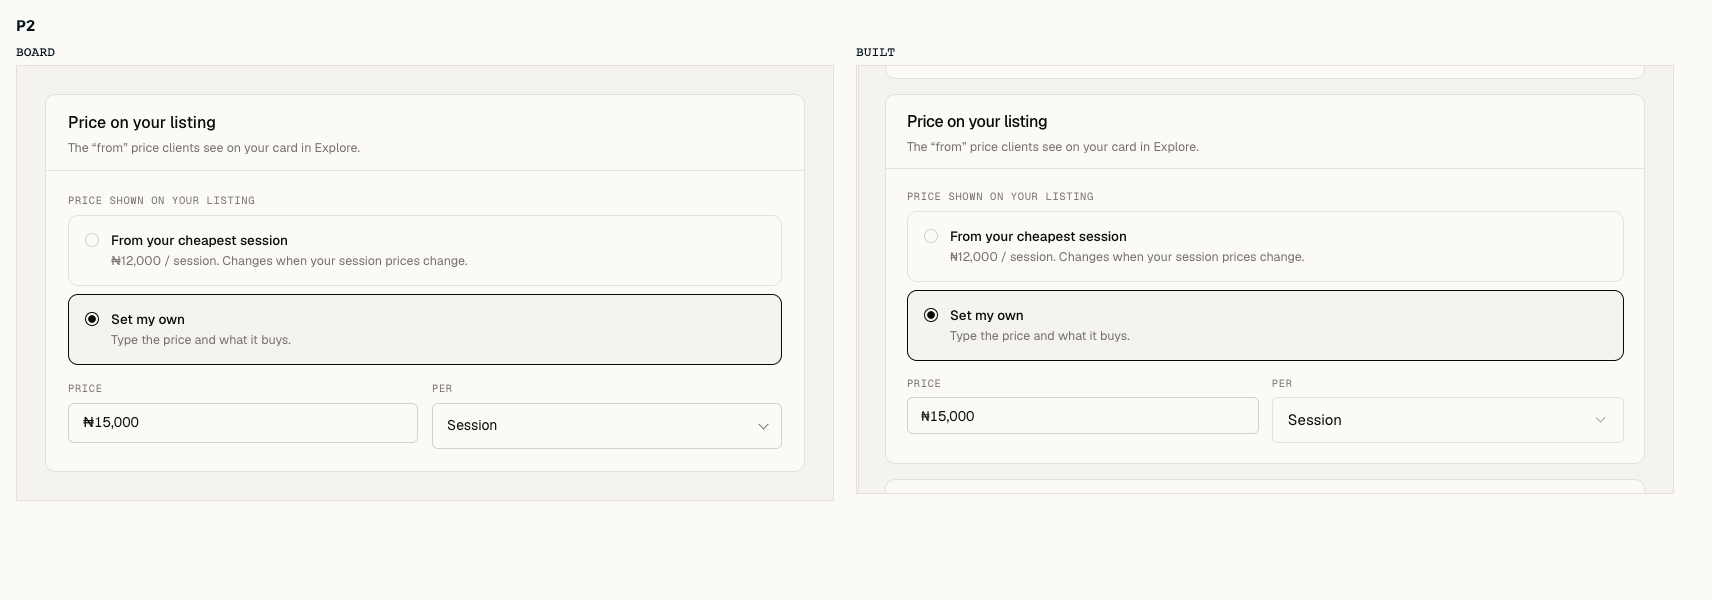 P2
BOARD
Price on your listing
The “from” price clients see on your card in Explore.
PRICE SHOWN ON YOUR LISTING
From your cheapest session
₦12,000 / session. Changes when your session prices change.
Set my own
Type the price and what it buys.
PRICE PER
₦15,000 Session
BUILT
Price on your listing
The “from” price clients see on your card in Explore.
PRICE SHOWN ON YOUR LISTING
From your cheapest session
₦12,000 / session. Changes when your session prices change.
Set my own
Type the price and what it buys.
PRICE PER
₦15,000 Session